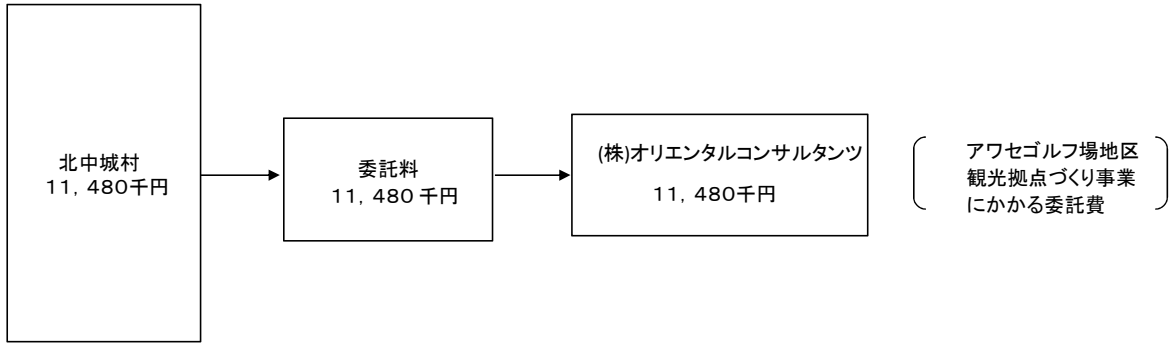 北中城村
11,480千円
委託料
11,480千円
(株)オリエンタルコンサルタンツ
11,480千円
アワセゴルフ場地区
観光拠点づくり事業
にかかる委託費